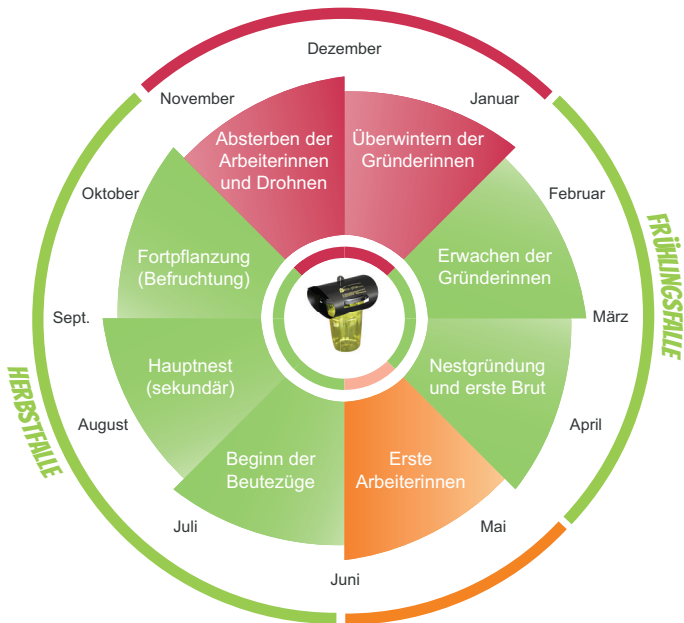 Dezember
Januar
Februar
März
April
Mai
Juni
Juli
August
Sept.
Oktober
November
Überwintern der
Gründerinnen
Erwachen der
Gründerinnen
Nestgründung
und erste Brut
Erste
Arbeiterinnen
Beginn der
Beutezüge
Hauptnest
(sekundär)
Fortpflanzung
(Befruchtung)
Absterben der
Arbeiterinnen
und Drohnen
FRÜHLINGSFALLE
HERBSTFALLE